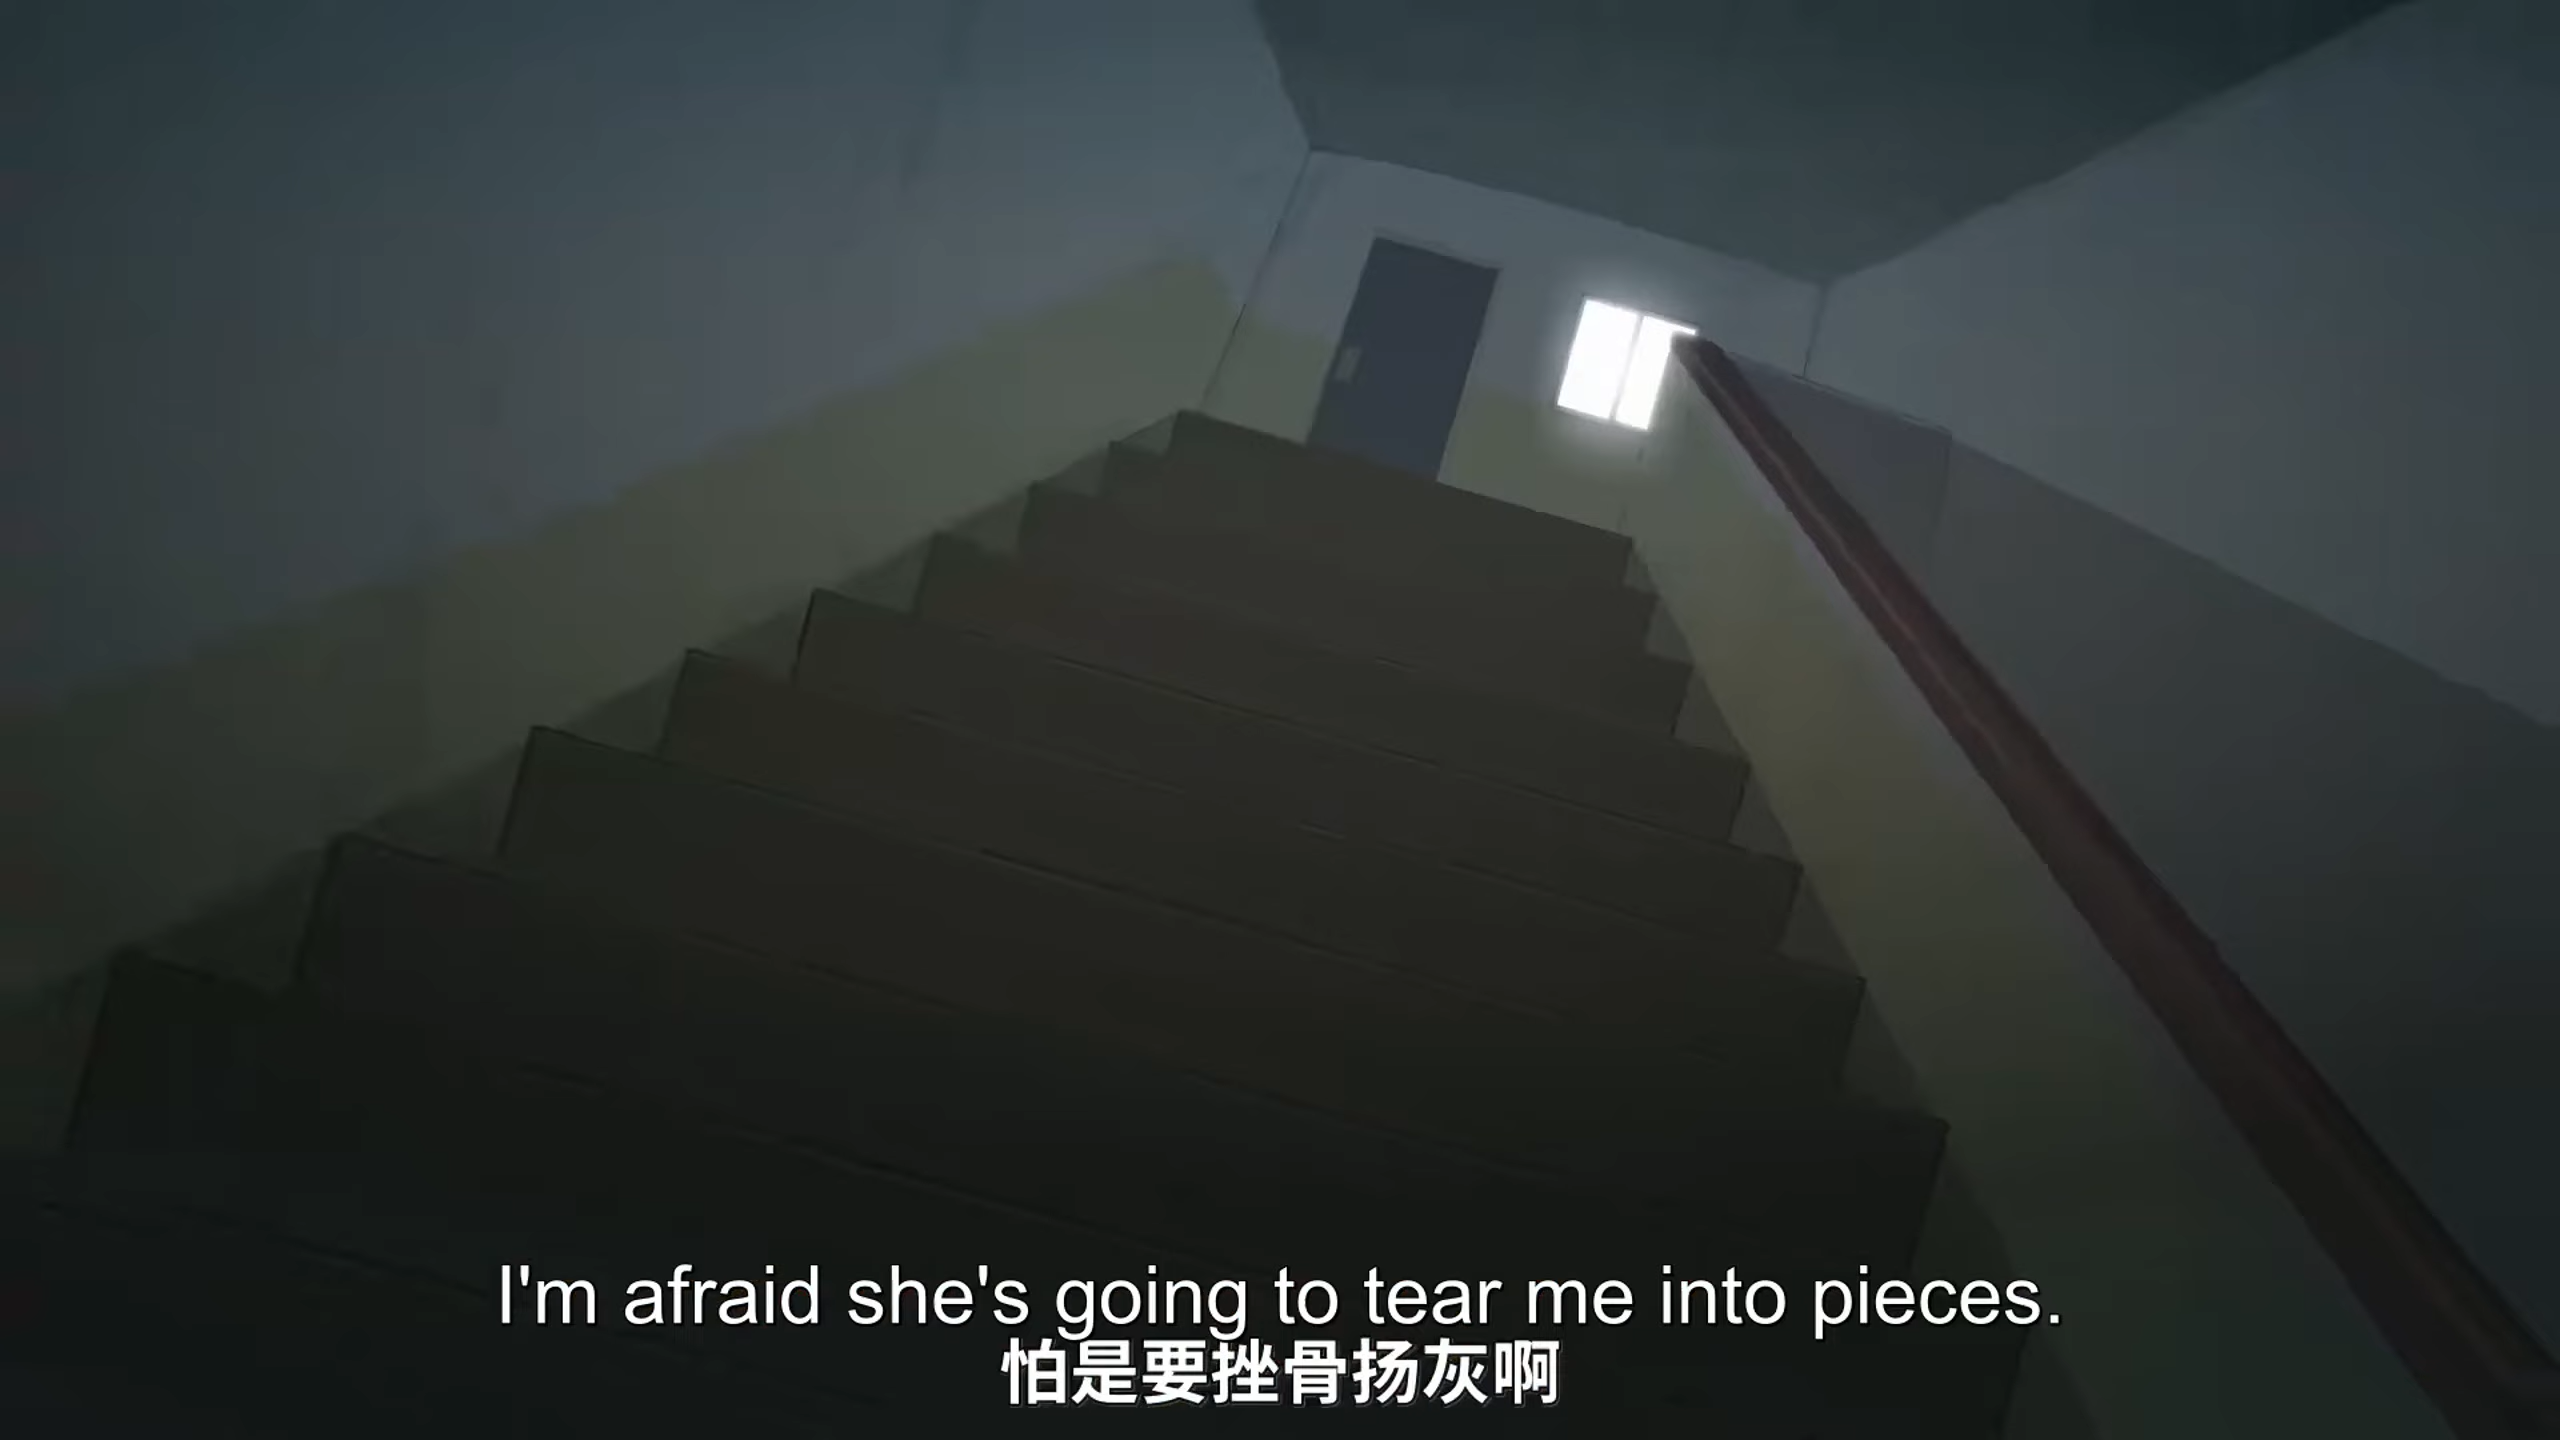 I'm afraid she's going to tear me into pieces.
怕是要挫骨扬灰啊